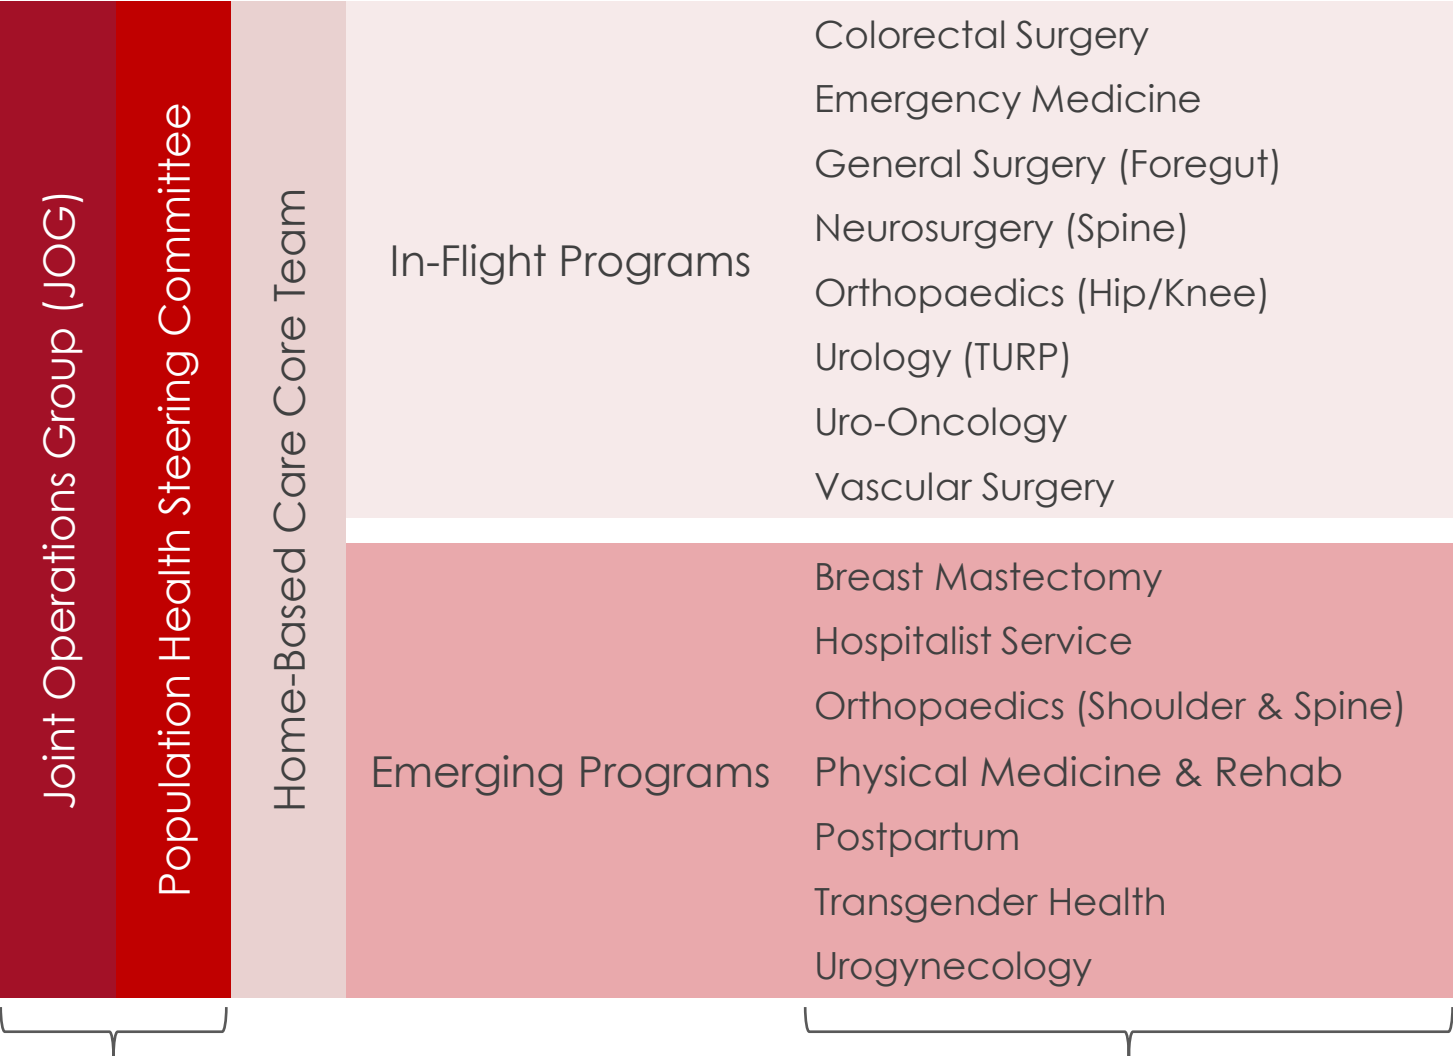 Joint Operations Group (JOG)
Population Health Steering Committee
Home-Based Care Core Team
In-Flight Programs
Colorectal Surgery
Emergency Medicine
General Surgery (Foregut)
Neurosurgery (Spine)
Orthopaedics (Hip/Knee)
Urology (TURP)
Uro-Oncology
Vascular Surgery
Emerging Programs
Breast Mastectomy
Hospitalist Service
Orthopaedics (Shoulder & Spine)
Physical Medicine & Rehab
Postpartum
Transgender Health
Urogynecology